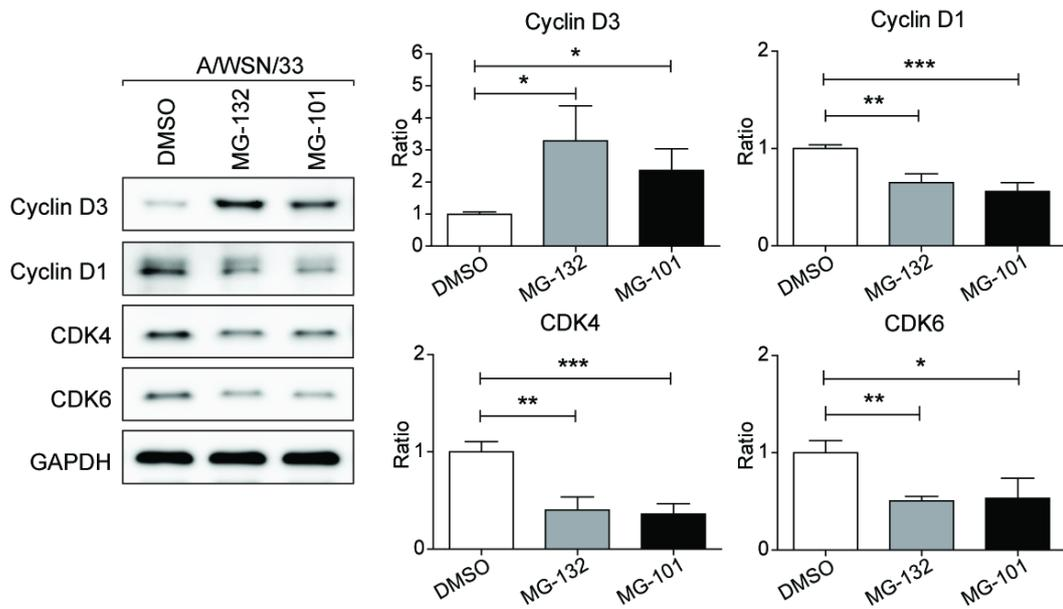 A/WSN/33
DMSO
MG-132
MG-101
Cyclin D3
Cyclin D1
CDK4
CDK6
GAPDH
Cyclin D3
Ratio
6
5
4
3
2
1
0
*
*
DMSO
MG-132
MG-101
Cyclin D1
Ratio
2
1
0
***
**
DMSO
MG-132
MG-101
CDK4
Ratio
2
1
0
***
**
DMSO
MG-132
MG-101
CDK6
Ratio
2
1
0
*
**
DMSO
MG-132
MG-101